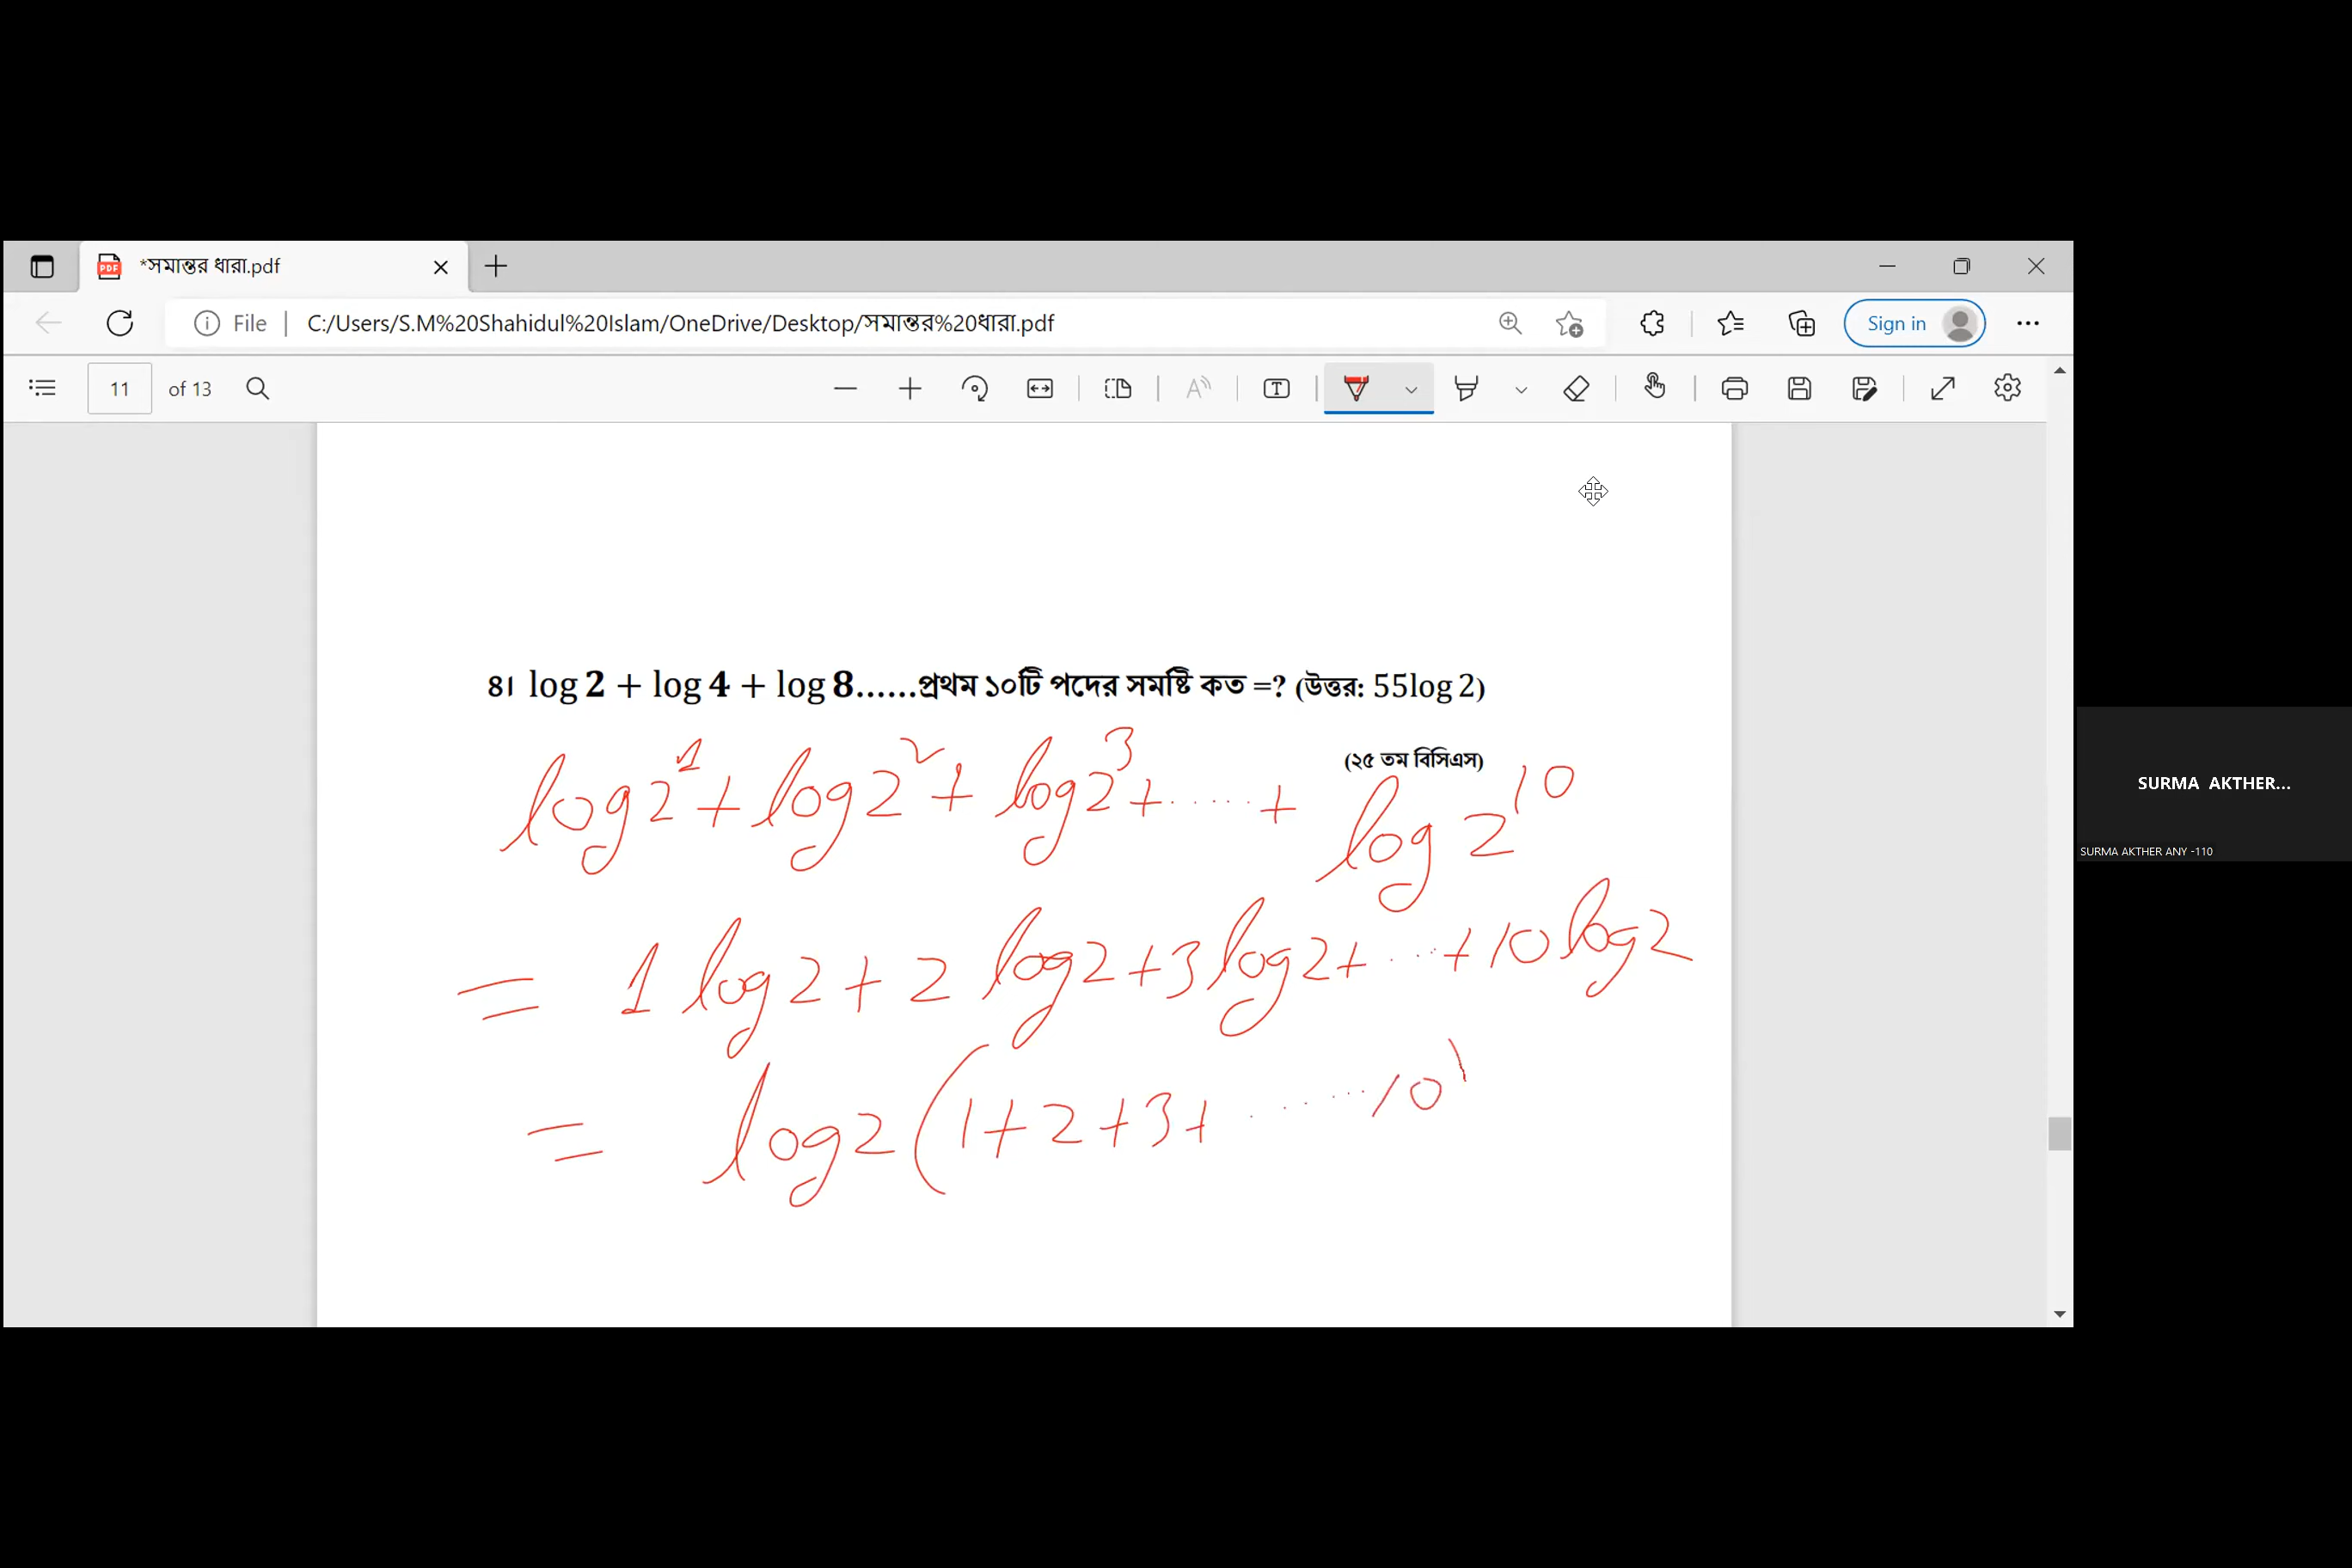 *সমান্তর ধারা.pdf
File | C:/Users/S.M%20Shahidul%20Islam/OneDrive/Desktop/সমান্তর%20ধারা.pdf
Sign in
11 of 13
৪। log 2 + log 4 + log 8......প্রথম ১০টি পদের সমষ্টি কত =? (উত্তর: 55log 2)
(২৫ তম বিসিএস)
log2¹ + log2² + log2³ + ..... + log 2¹⁰
= 1 log2 + 2 log2 + 3 log2 + ... + 10 log2
= log2 (1+2+3+ ...... 10)
SURMA AKTHER...
SURMA AKTHER ANY -110